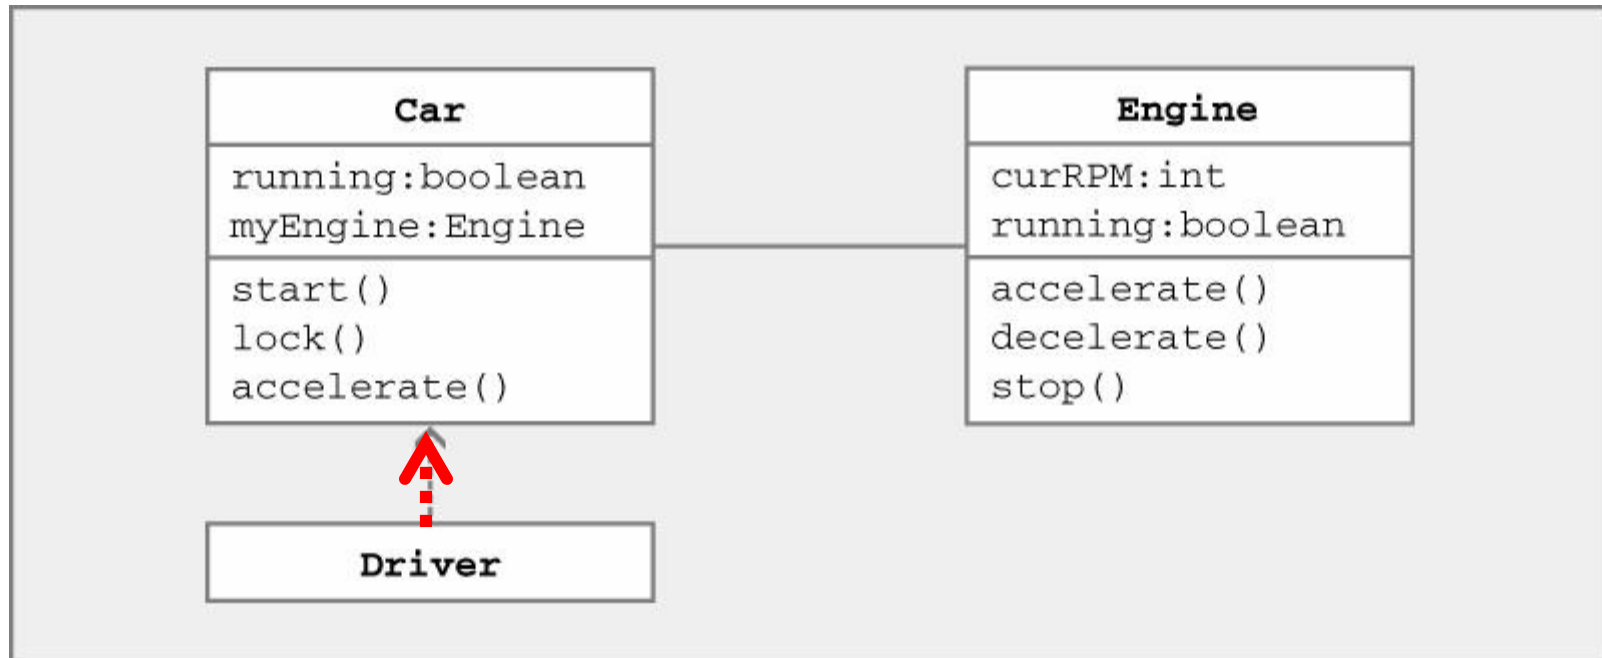 Car
running:boolean
myEngine:Engine
start()
lock()
accelerate()
Engine
curRPM:int
running:boolean
accelerate()
decelerate()
stop()
Driver